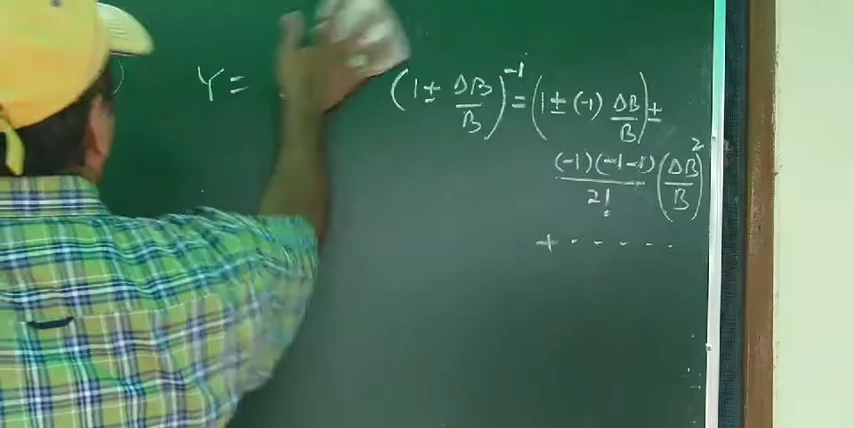 Y = (1 ± ΔB/B)^-1 = (1 ± (-1) ΔB/B) ±
(-1)(-1-1)/2! (ΔB/B)^2
+ . - - - - -